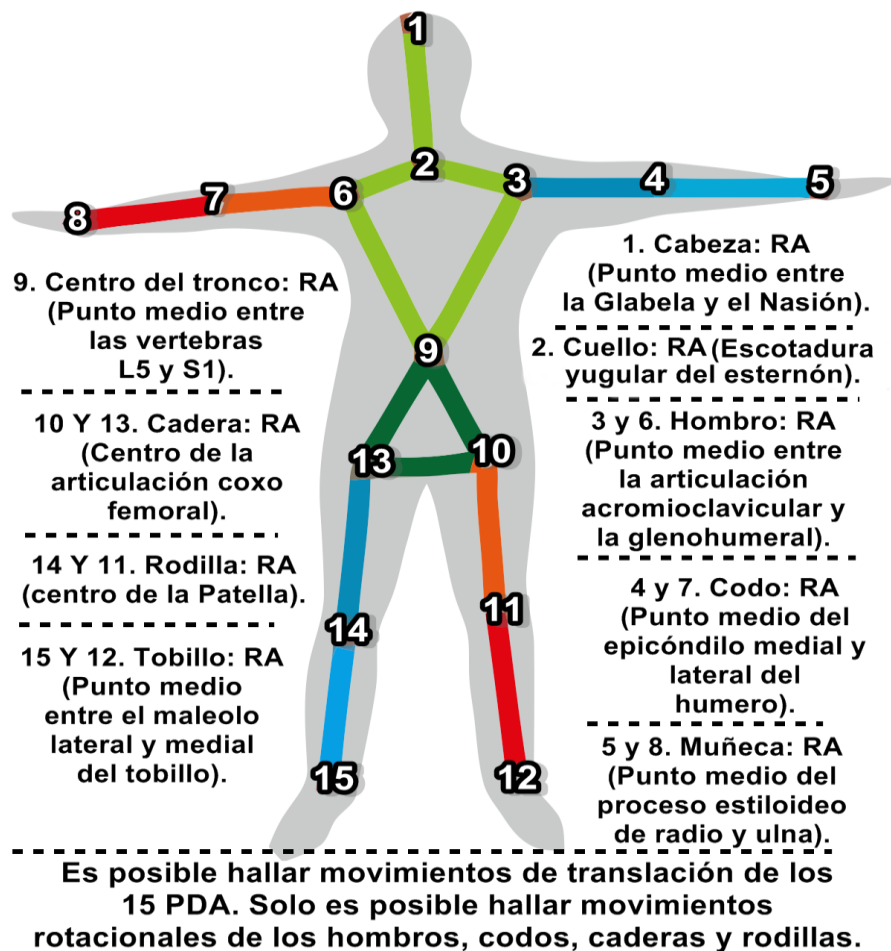 1
2
3
4
5
6
7
8
9
10
13
11
14
15
12
9. Centro del tronco: RA
(Punto medio entre
las vertebras
L5 y S1).
10 Y 13. Cadera: RA
(Centro de la
articulación coxo
femoral).
14 Y 11. Rodilla: RA
(centro de la Patella).
15 Y 12. Tobillo: RA
(Punto medio
entre el maleolo
lateral y medial
del tobillo).
1. Cabeza: RA
(Punto medio entre
la Glabela y el Nasión).
2. Cuello: RA (Escotadura
yugular del esternón).
3 y 6. Hombro: RA
(Punto medio entre
la articulación
acromioclavicular y
la glenohumeral).
4 y 7. Codo: RA
(Punto medio del
epicóndilo medial y
lateral del
humero).
5 y 8. Muñeca: RA
(Punto medio del
proceso estiloideo
de radio y ulna).
Es posible hallar movimientos de translación de los
15 PDA. Solo es posible hallar movimientos
rotacionales de los hombros, codos, caderas y rodillas.